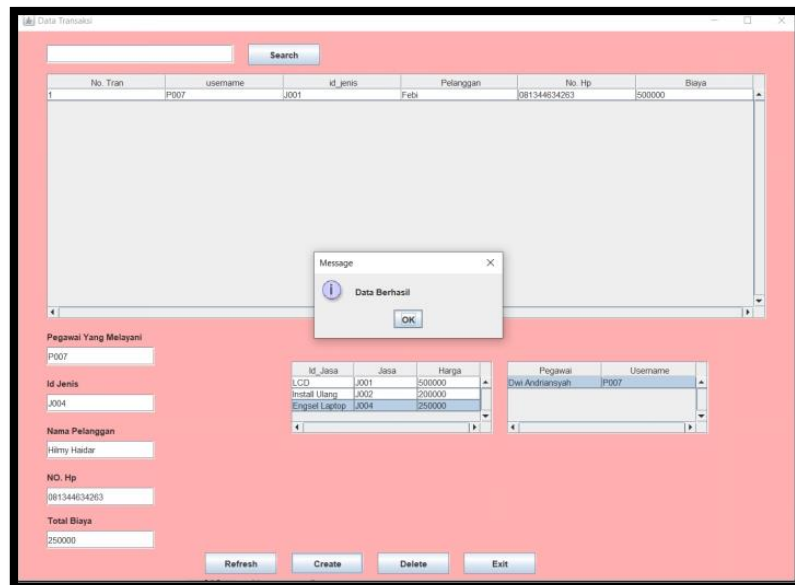 Data Transaksi
Search
No. Tran username id_jenis Pelanggan No. Hp Biaya
1 P007 J001 Febi 081344634263 500000
Message
Data Berhasil
OK
Pegawai Yang Melayani
P007
Id Jenis
J004
Nama Pelanggan
Hilmy Haidar
NO. Hp
081344634263
Total Biaya
250000
Id_Jasa Jasa Harga
LCD J001 500000
Install Ulang J002 200000
Engsel Laptop J004 250000
Pegawai Username
Dwi Andriansyah P007
Refresh Create Delete Exit